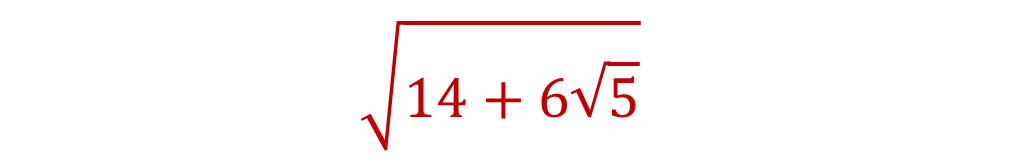 √(14 + 6√5)